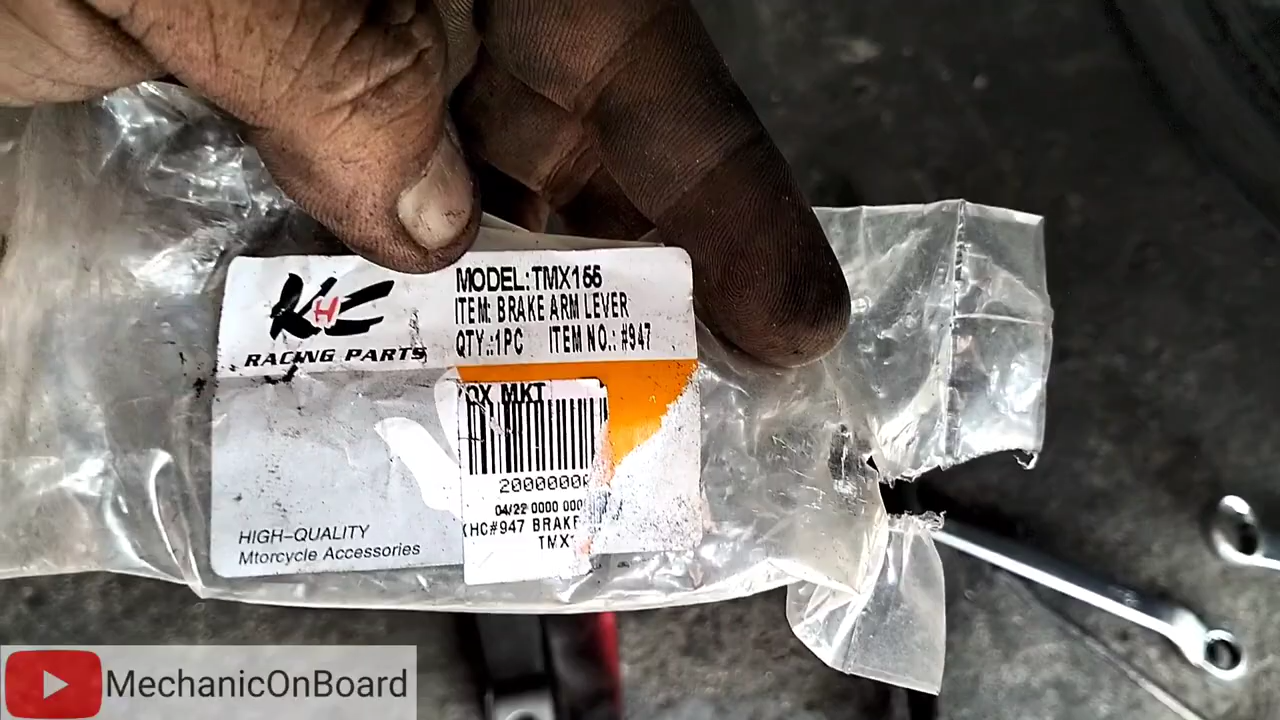 KHC
RACING PARTS
MODEL:TMX155
ITEM: BRAKE ARM LEVER
QTY.:1PC ITEM NO.: #947
MKT
20000000
04/22 0000 000
KHC#947 BRAKE
TMX
HIGH-QUALITY
Mtorcycle Accessories
MechanicOnBoard